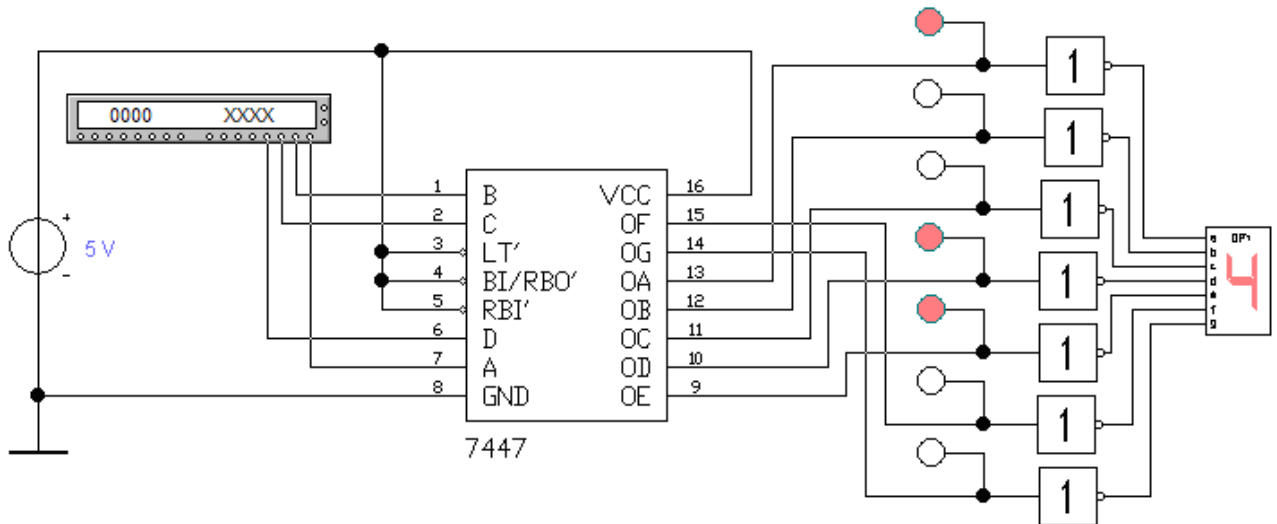 1
0000 XXXX
1
1 B VCC 16
2 C OF 15
1
+
5 V
−
3 LT′ OG 14
4 BI/RBO′ OA 13
5 RBI′ OB 12
6 D OC 11
7 A OD 10
8 GND OE 9
7447
a
b
c
d
e
f
g
4
1
1
1
1